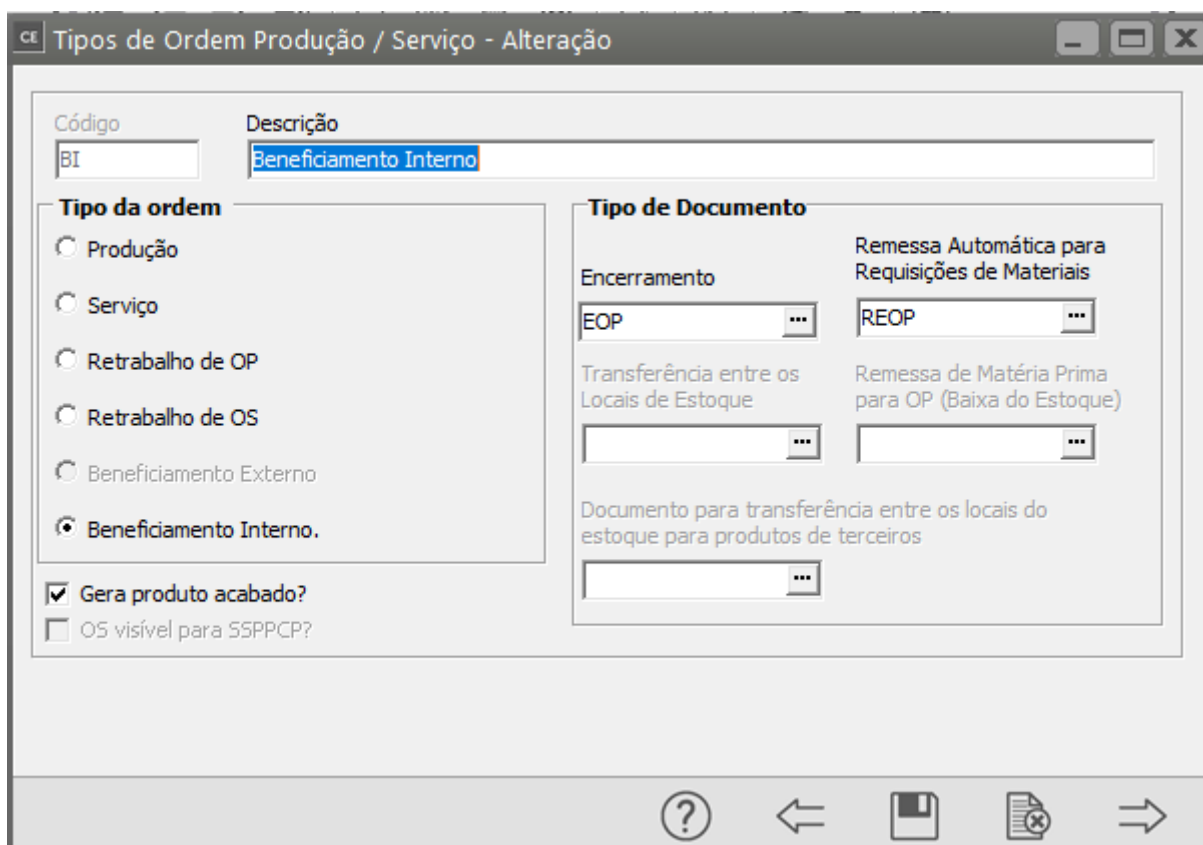 CE Tipos de Ordem Produção / Serviço - Alteração
Código
Descrição
BI
Beneficiamento Interno
Tipo da ordem
Produção
Serviço
Retrabalho de OP
Retrabalho de OS
Beneficiamento Externo
Beneficiamento Interno.
Gera produto acabado?
OS visível para SSPPCP?
Tipo de Documento
Encerramento
EOP ...
Remessa Automática para
Requisições de Materiais
REOP ...
Transferência entre os
Locais de Estoque
...
Remessa de Matéria Prima
para OP (Baixa do Estoque)
...
Documento para transferência entre os locais do
estoque para produtos de terceiros
...
?